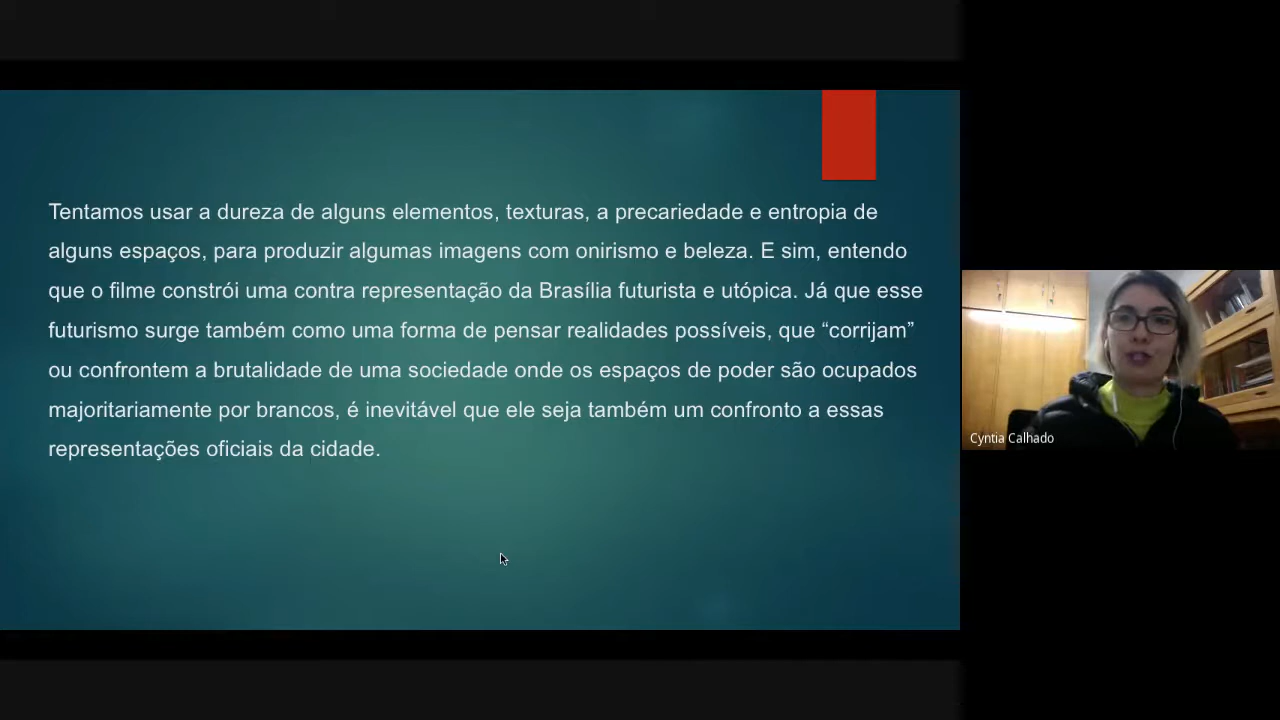 Tentamos usar a dureza de alguns elementos, texturas, a precariedade e entropia de
alguns espaços, para produzir algumas imagens com onirismo e beleza. E sim, entendo
que o filme constrói uma contra representação da Brasília futurista e utópica. Já que esse
futurismo surge também como uma forma de pensar realidades possíveis, que “corrijam”
ou confrontem a brutalidade de uma sociedade onde os espaços de poder são ocupados
majoritariamente por brancos, é inevitável que ele seja também um confronto a essas
representações oficiais da cidade.
Cyntia Calhado